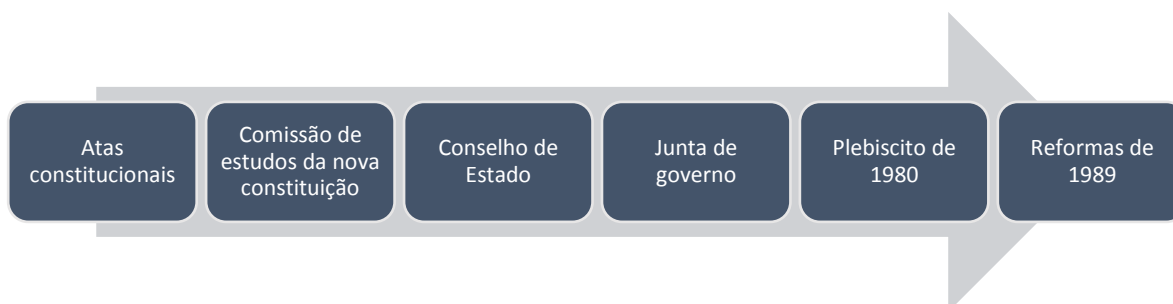 Atas
constitucionais
Comissão de
estudos da nova
constituição
Conselho de
Estado
Junta de
governo
Plebiscito de
1980
Reformas de
1989